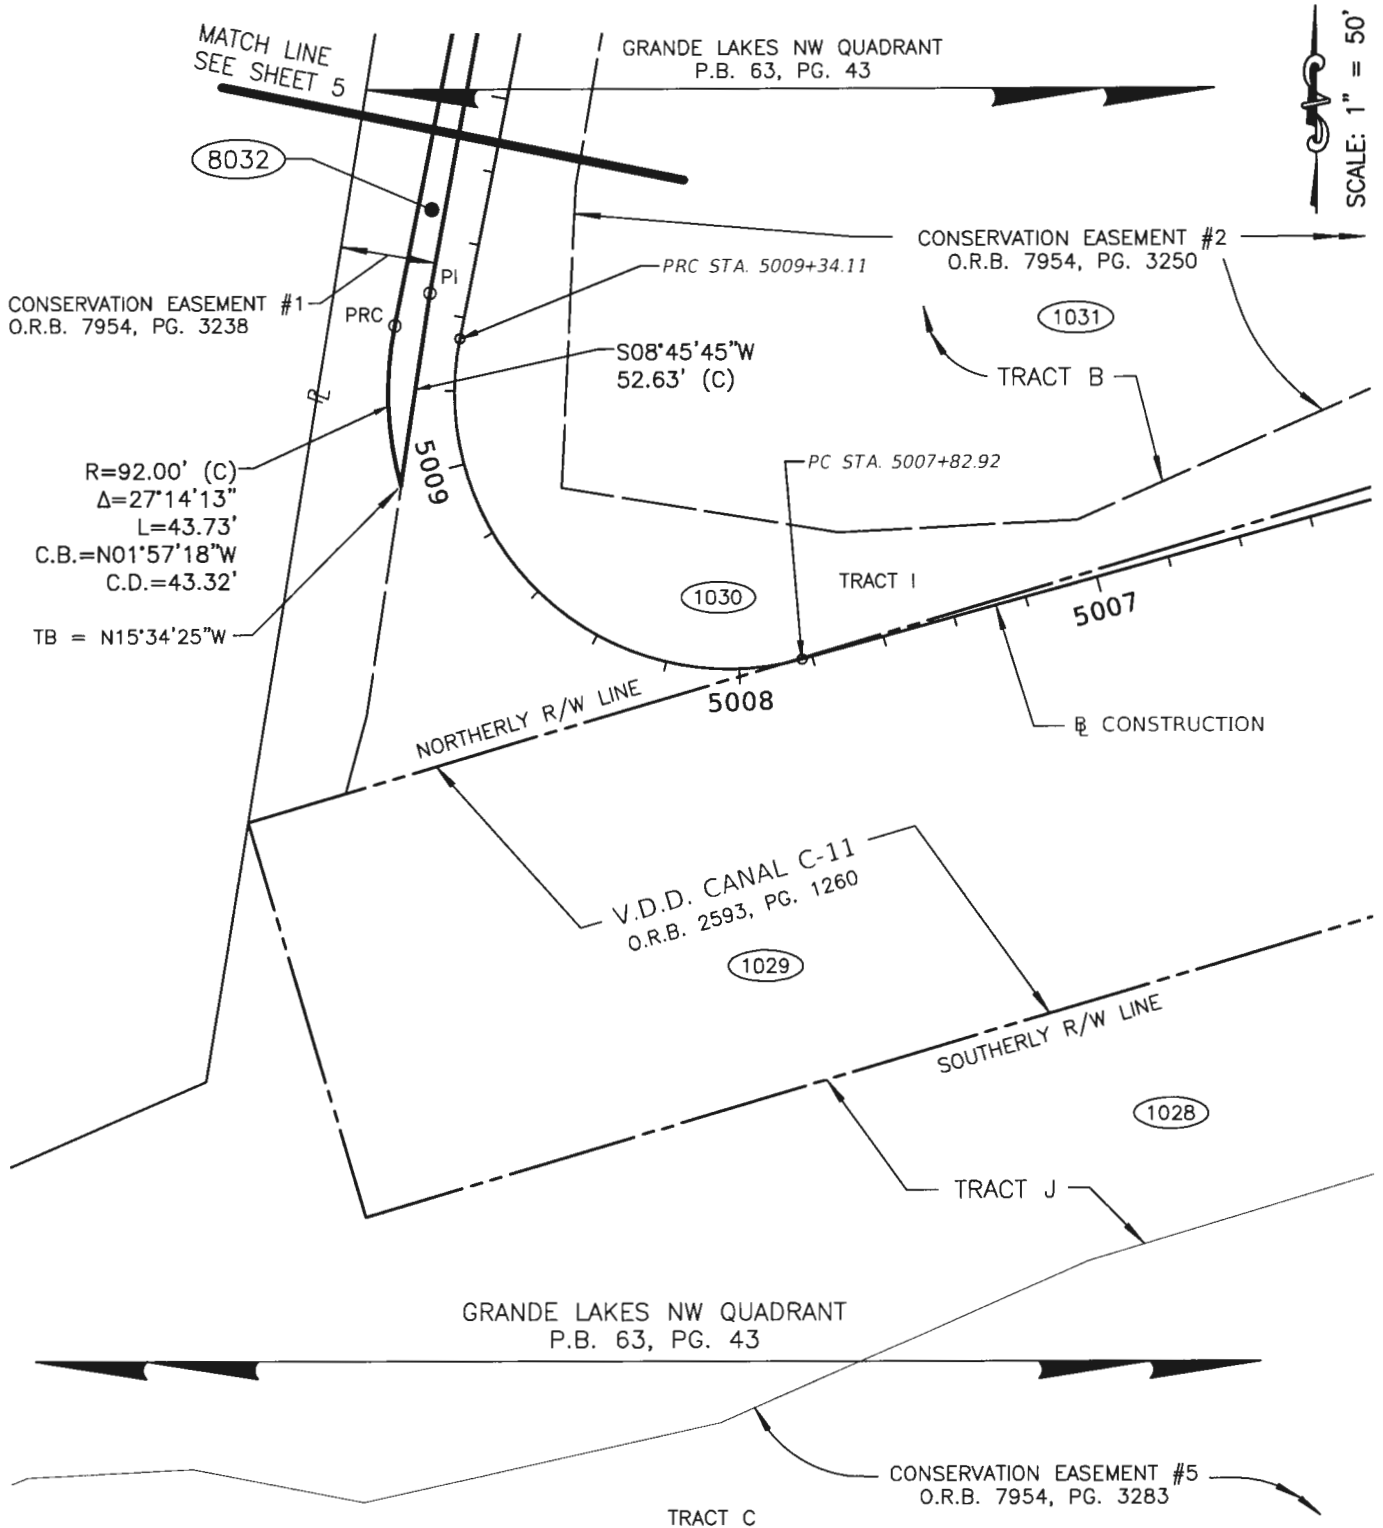 MATCH LINE
SEE SHEET 5
GRANDE LAKES NW QUADRANT
P.B. 63, PG. 43
SCALE: 1" = 50'
8032
CONSERVATION EASEMENT #2
O.R.B. 7954, PG. 3250
PRC STA. 5009+34.11
PI
CONSERVATION EASEMENT #1
O.R.B. 7954, PG. 3238
PRC
1031
S08°45'45"W
52.63' (C)
TRACT B
PL
R=92.00' (C)
Δ=27°14'13"
L=43.73'
C.B.=N01°57'18"W
C.D.=43.32'
5009
PC STA. 5007+82.92
TB = N15°34'25"W
1030
TRACT I
5007
5008
NORTHERLY R/W LINE
BL CONSTRUCTION
V.D.D. CANAL C-11
O.R.B. 2593, PG. 1260
1029
SOUTHERLY R/W LINE
1028
TRACT J
GRANDE LAKES NW QUADRANT
P.B. 63, PG. 43
CONSERVATION EASEMENT #5
O.R.B. 7954, PG. 3283
TRACT C